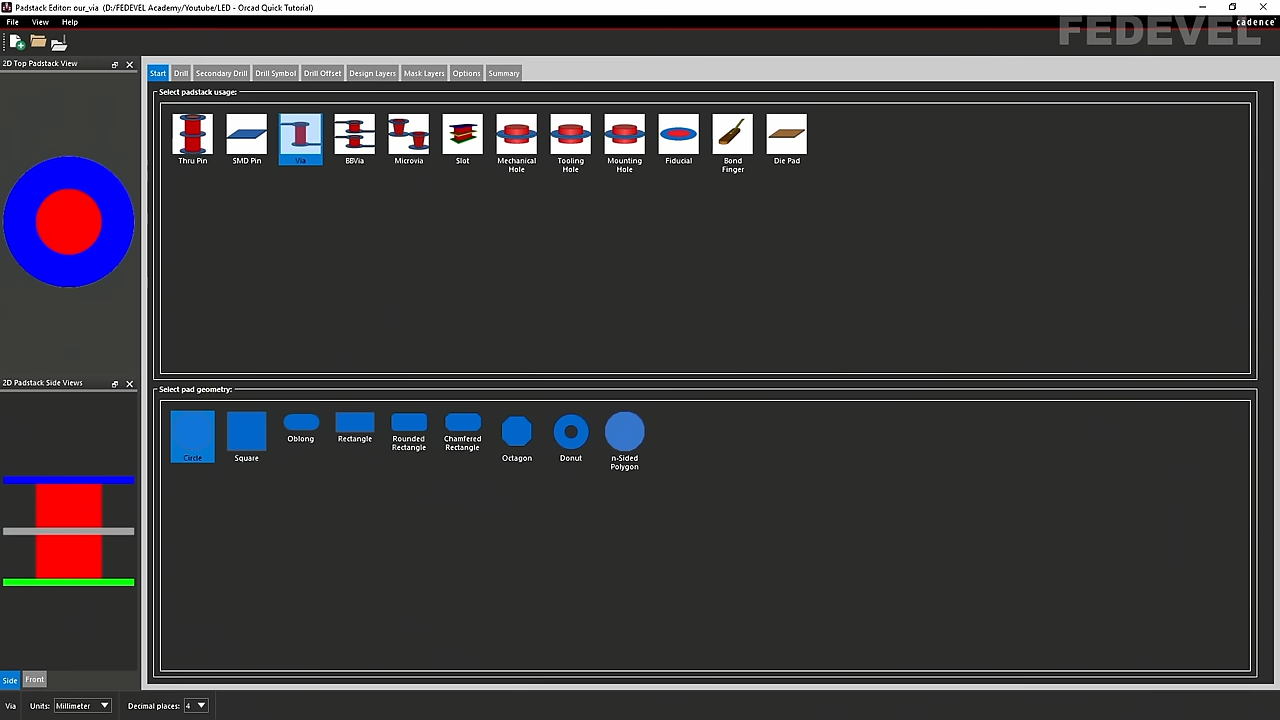 Padstack Editor: our_via (D:/FEDEVEL Academy/Youtube/LED - Orcad Quick Tutorial)
File View Help
cadence
FEDEVEL
2D Top Padstack View
Start Drill Secondary Drill Drill Symbol Drill Offset Design Layers Mask Layers Options Summary
Select padstack usage:
Thru Pin SMD Pin Via BBVia Microvia Slot Mechanical Hole Tooling Hole Mounting Hole Fiducial Bond Finger Die Pad
2D Padstack Side Views
Select pad geometry:
Circle Square Oblong Rectangle Rounded Rectangle Chamfered Rectangle Octagon Donut n-Sided Polygon
Side Front
Via Units: Millimeter Decimal places: 4